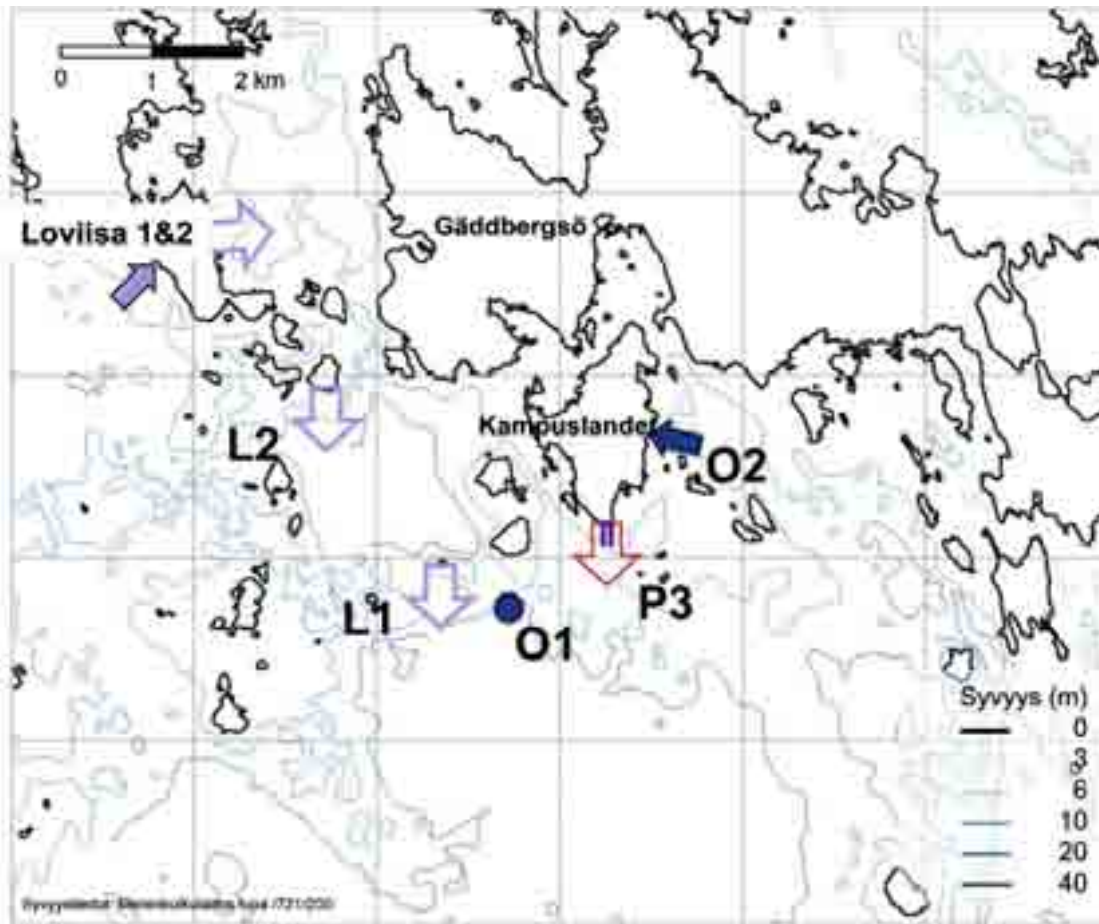 0 1 2 km
Gäddbergsö
Loviisa 1&2
Kampuslandet
L2
O2
P3
L1
O1
Syvyys (m)
0
3
6
10
20
40